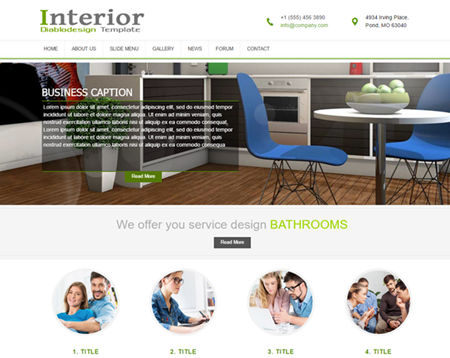 Interior
Diablodesign Template
+1 (555) 456 3890
info@company.com
4934 Irving Place.
Pond, MO 63040
HOME
ABOUT US
SLIDE MENU
GALLERY
NEWS
FORUM
CONTACT
BUSINESS CAPTION
Lorem ipsum dolor sit amet, consectetur adipiscing elit, sed do eiusmod tempor
incididunt ut labore et dolore magna aliqua. Ut enim ad minim veniam, quis
nostrud exercitation ullamco laboris nisi ut aliquip ex ea commodo consequat,
Lorem ipsum dolor sit amet, consectetur adipiscing elit, sed do eiusmod tempor
incididunt ut labore et dolore magna aliqua. Ut enim ad minim veniam, quis
nostrud exercitation ullamco laboris nisi ut aliquip ex ea commodo consequat,
Read More
We offer you service design BATHROOMS
Read More
1. TITLE
2. TITLE
3. TITLE
4. TITLE